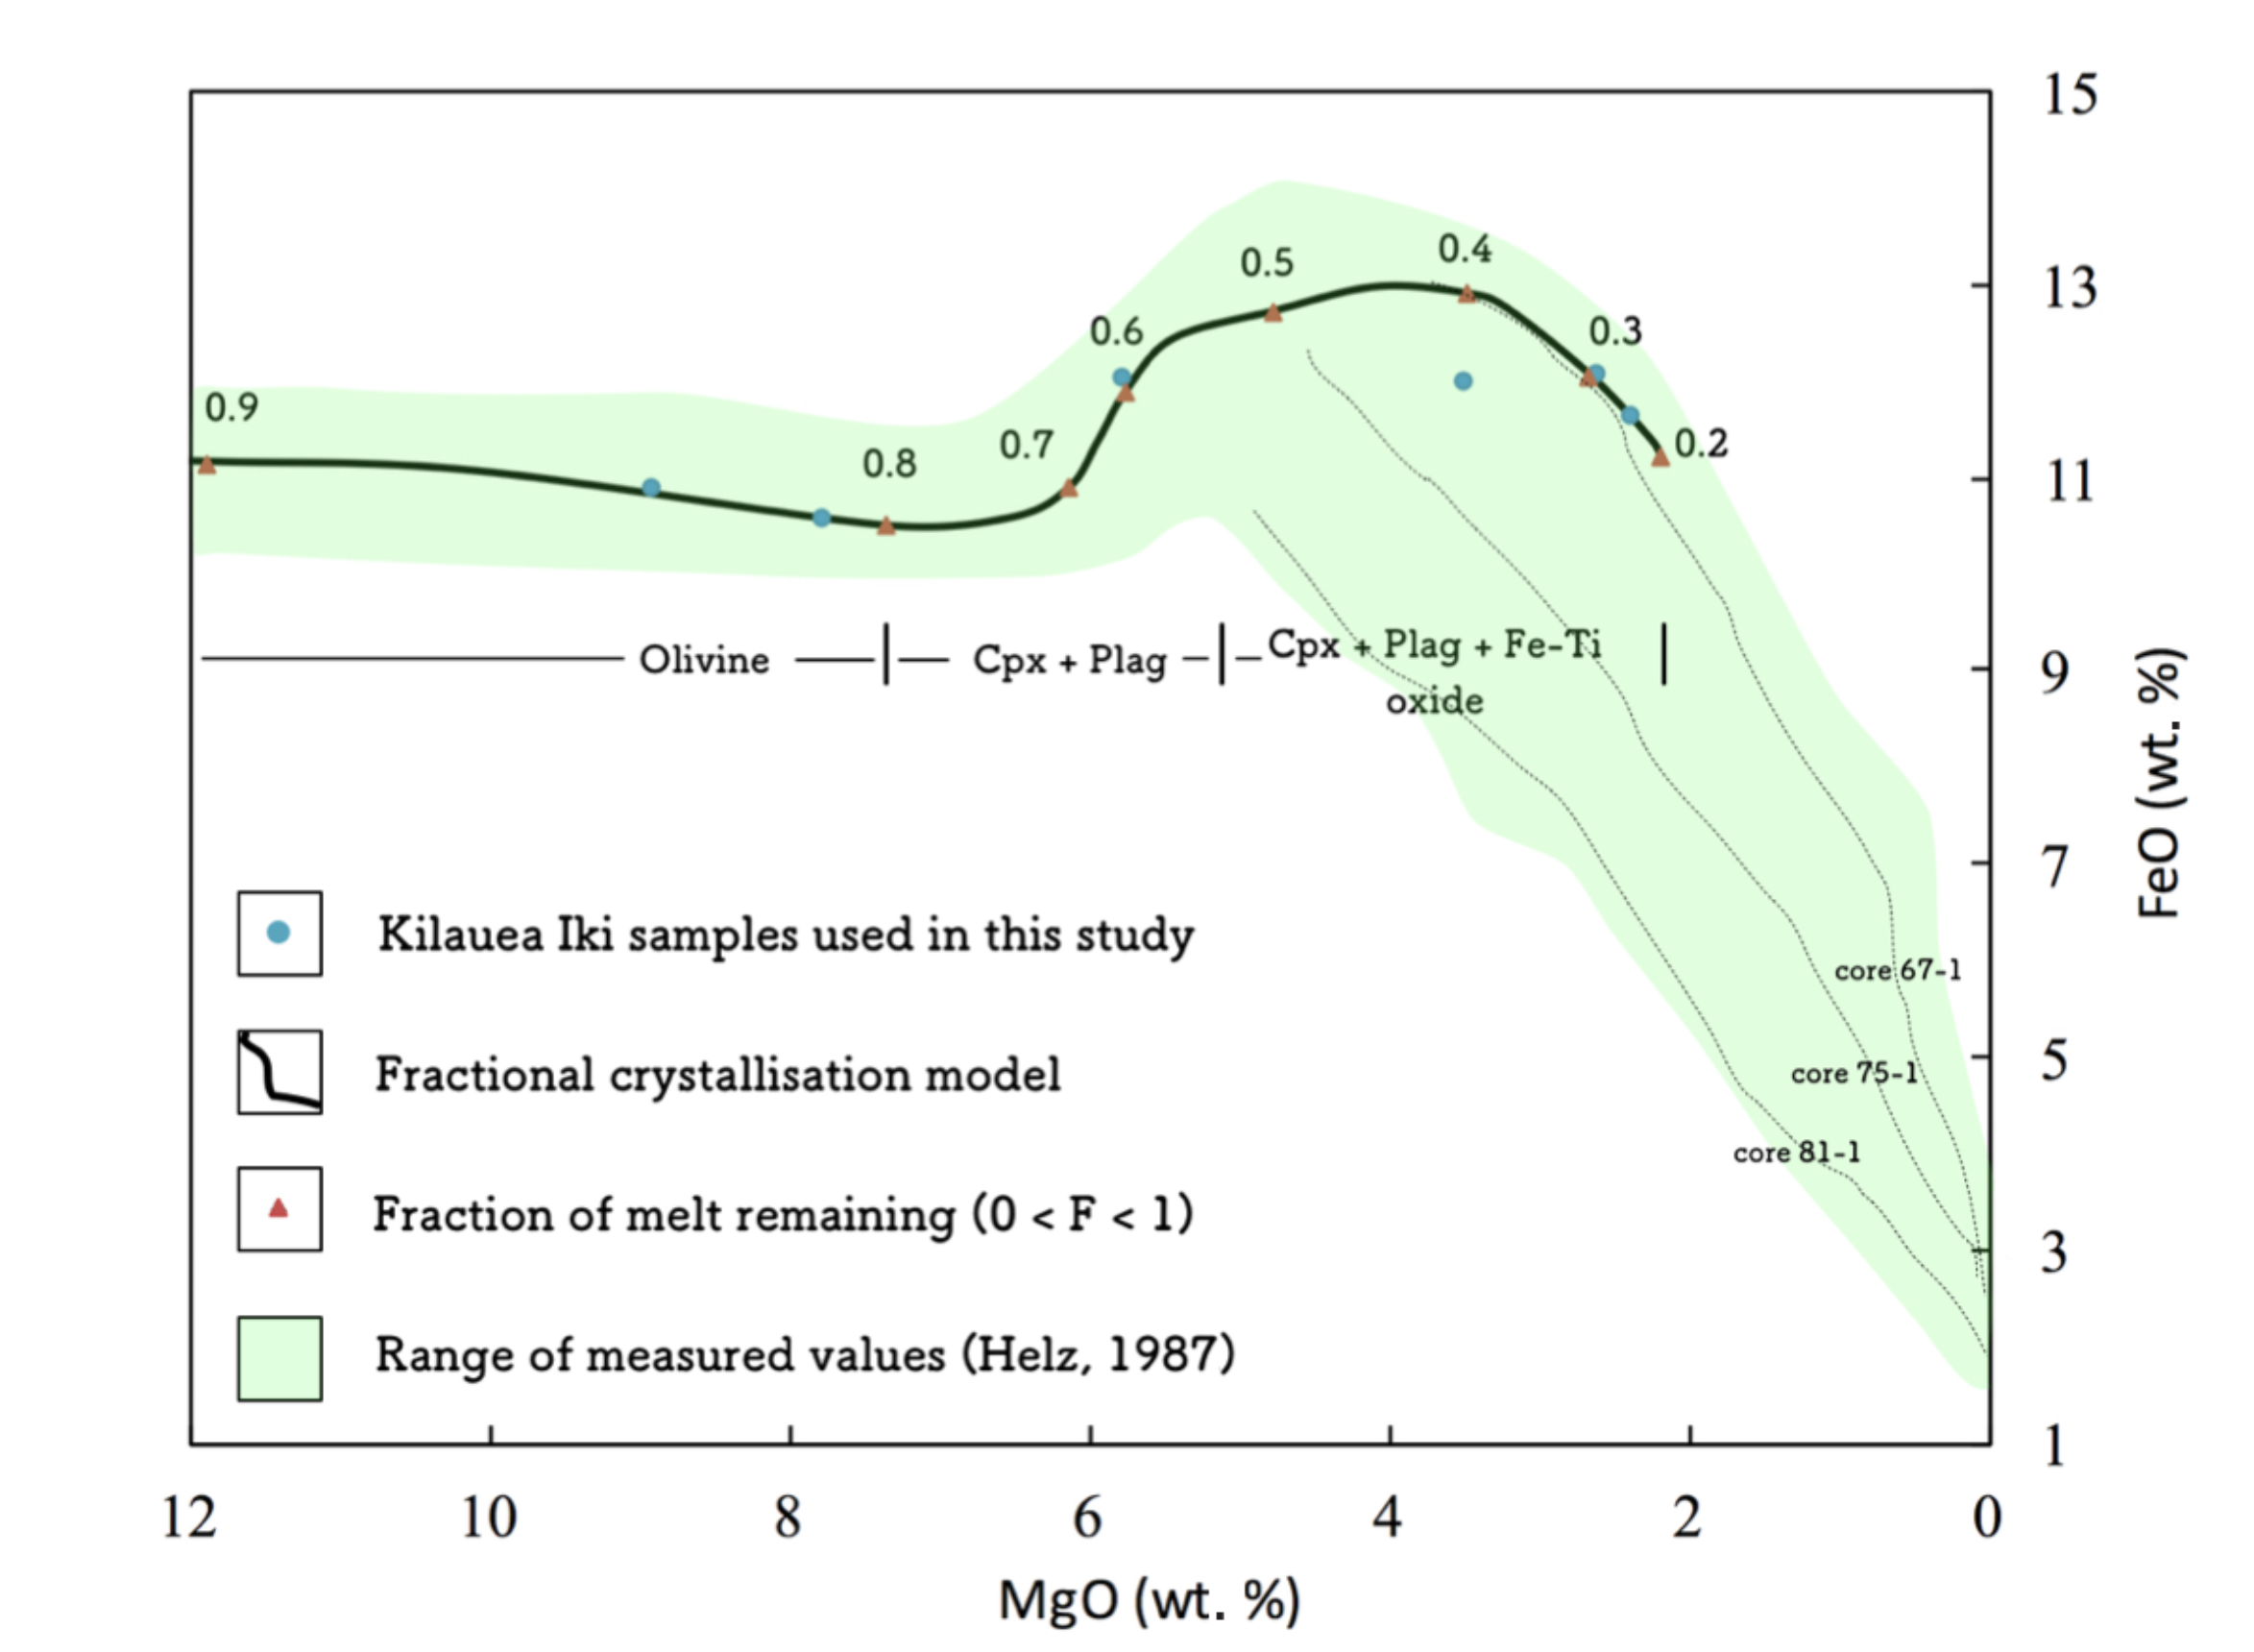 15
13
11
9
7
5
3
1
FeO (wt. %)
0.9
0.8
0.7
0.6
0.5
0.4
0.3
0.2
Olivine
Cpx + Plag
Cpx + Plag + Fe-Ti
oxide
core 67-1
core 75-1
core 81-1
Kilauea Iki samples used in this study
Fractional crystallisation model
Fraction of melt remaining (0 < F < 1)
Range of measured values (Helz, 1987)
12 10 8 6 4 2 0
MgO (wt. %)